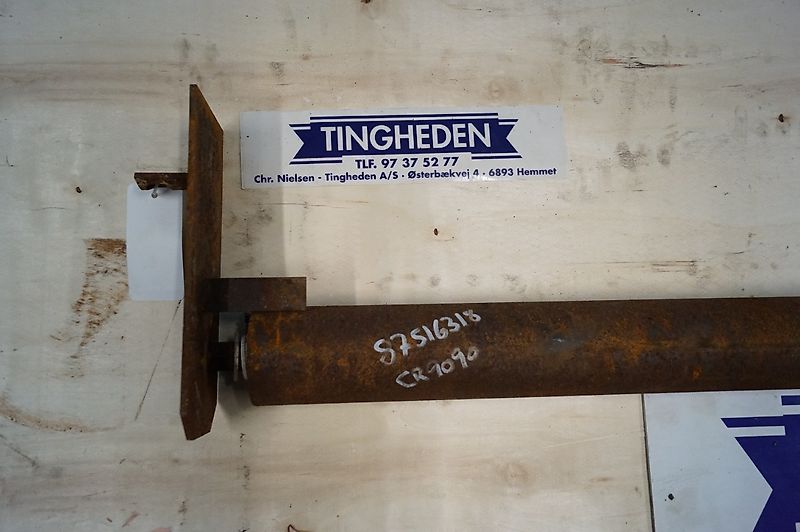 TINGHEDEN
TLF. 97 37 52 77
Chr. Nielsen - Tingheden A/S · Østerbækvej 4 · 6893 Hemmet
87516318
CR9090